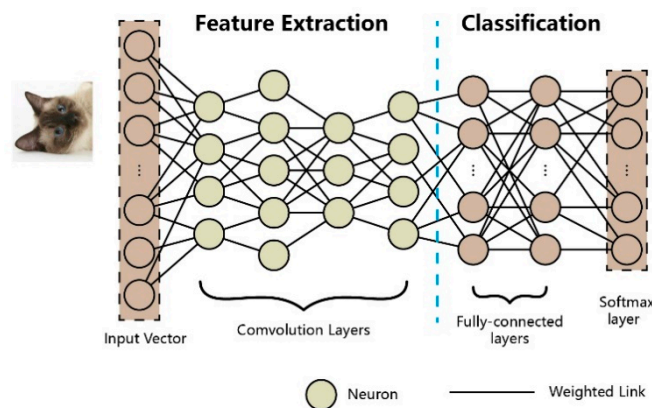 Feature Extraction
Classification
...
...
...
...
Input Vector
Comvolution Layers
Fully-connected
layers
Softmax
layer
Neuron
Weighted Link